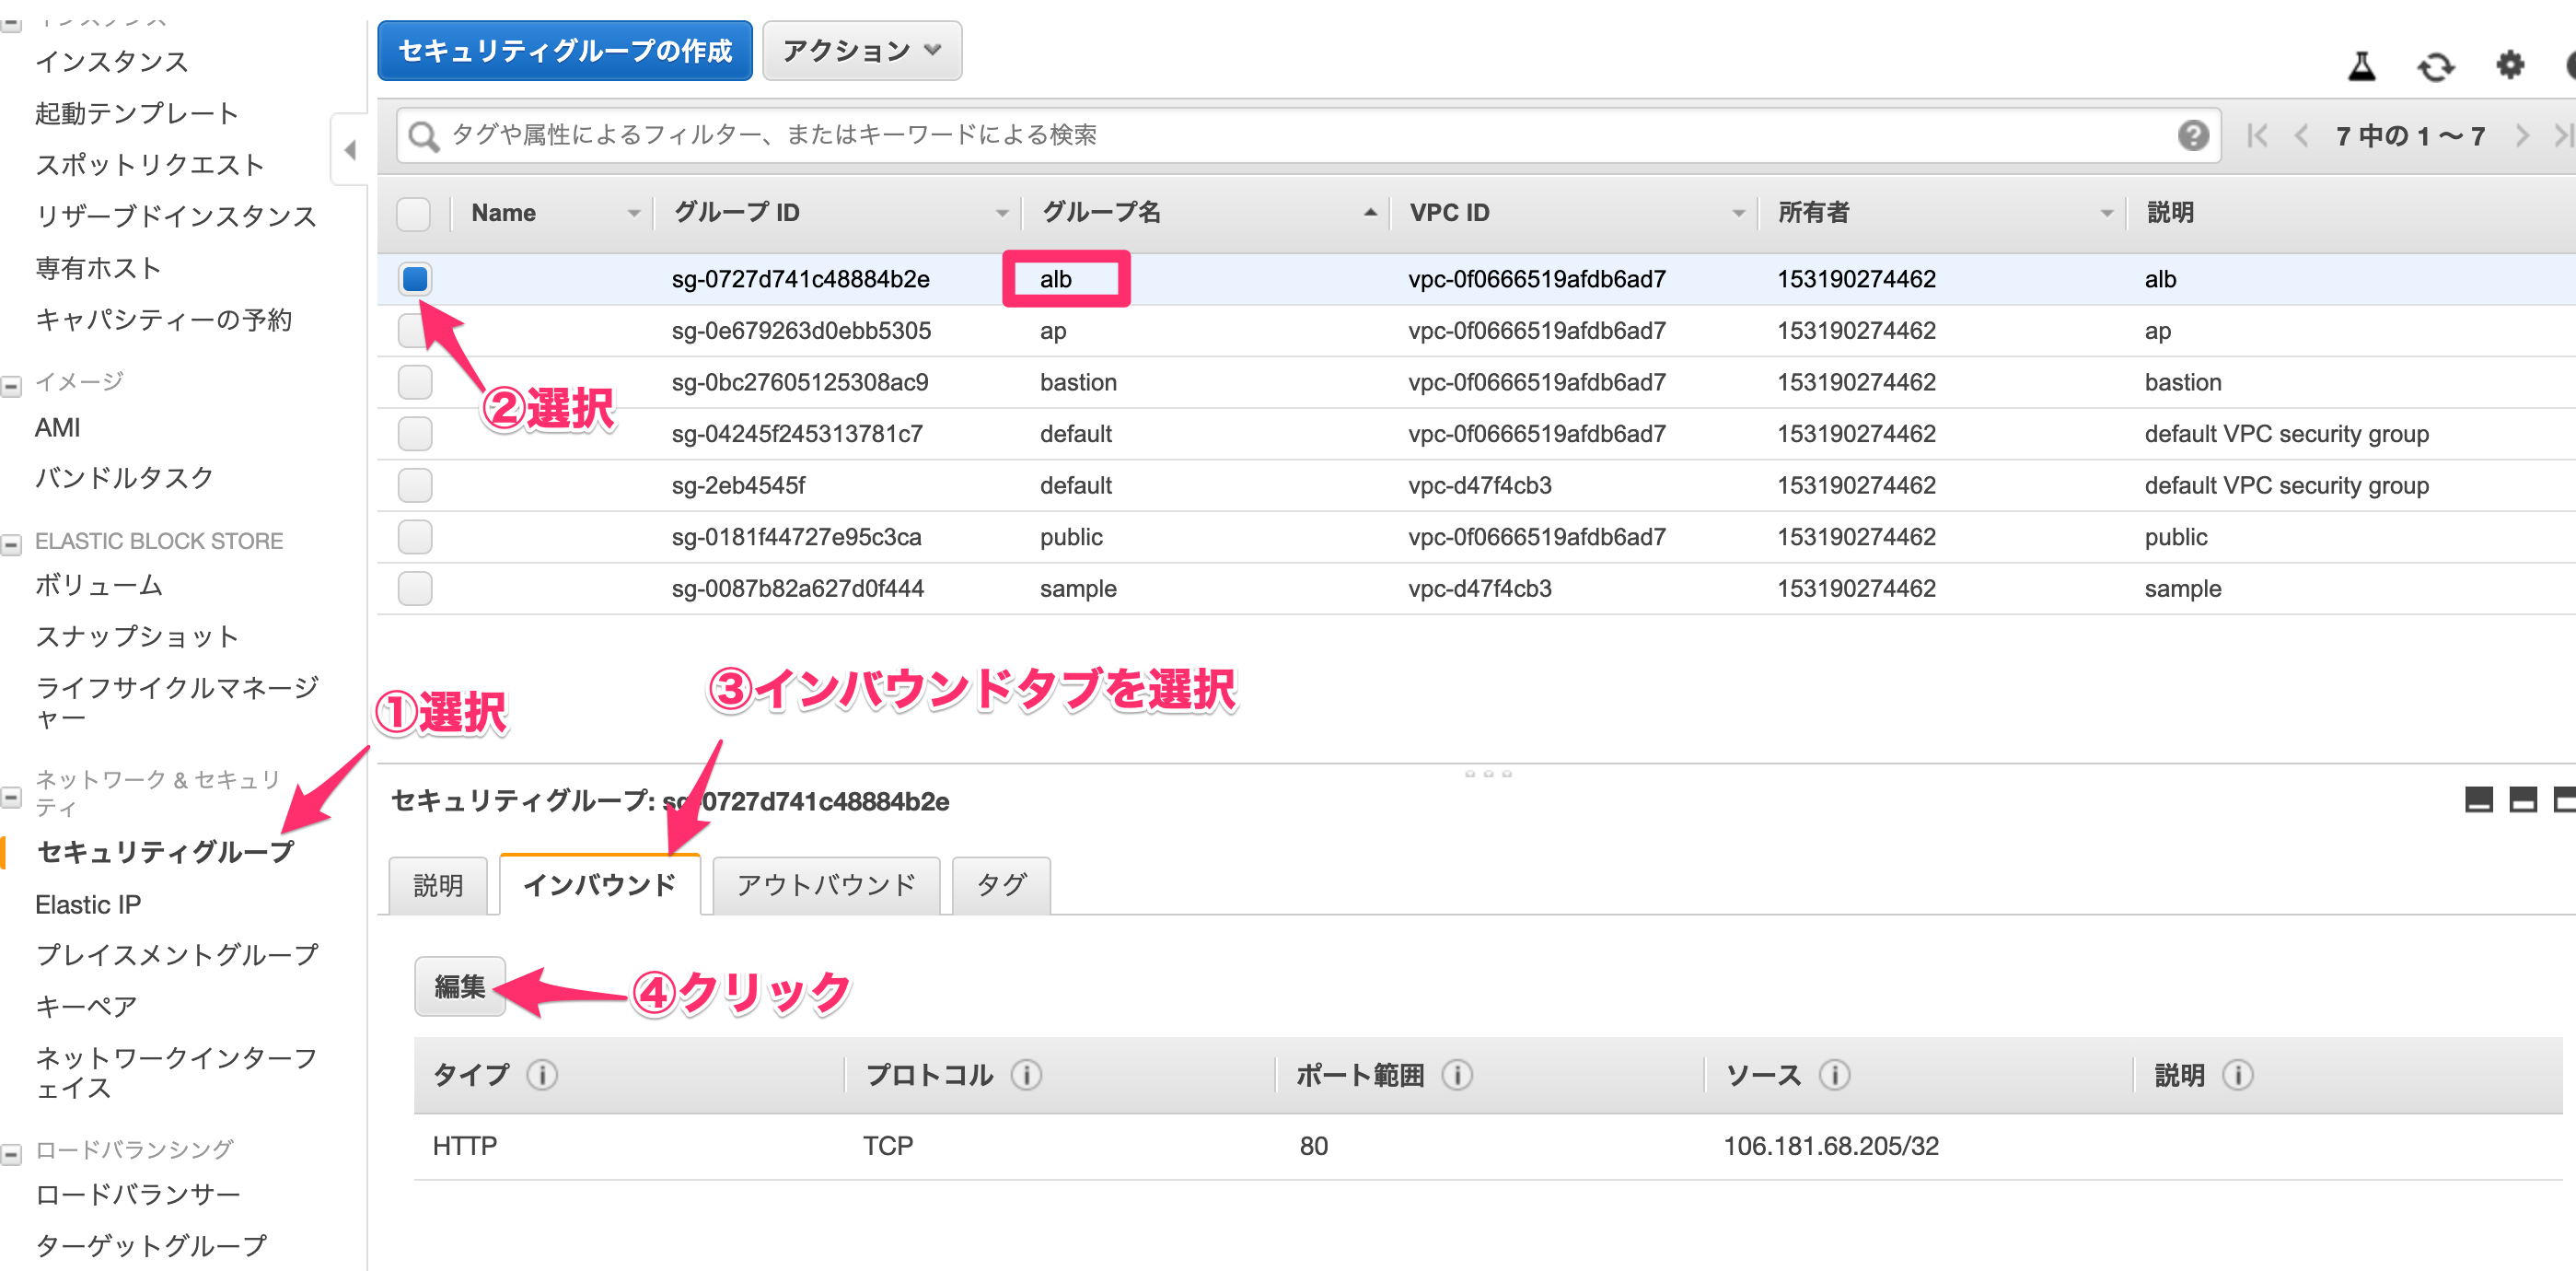 インスタンス
インスタンス
起動テンプレート
スポットリクエスト
リザーブドインスタンス
専有ホスト
キャパシティーの予約
イメージ
AMI
バンドルタスク
ELASTIC BLOCK STORE
ボリューム
スナップショット
ライフサイクルマネージ
ャー
ネットワーク & セキュリ
ティ
セキュリティグループ
Elastic IP
プレイスメントグループ
キーペア
ネットワークインターフ
ェイス
ロードバランシング
ロードバランサー
ターゲットグループ
セキュリティグループの作成 アクション
タグや属性によるフィルター、またはキーワードによる検索 7 中の 1 ～ 7
Name グループ ID グループ名 VPC ID 所有者 説明
sg-0727d741c48884b2e alb vpc-0f0666519afdb6ad7 153190274462 alb
sg-0e679263d0ebb5305 ap vpc-0f0666519afdb6ad7 153190274462 ap
sg-0bc27605125308ac9 bastion vpc-0f0666519afdb6ad7 153190274462 bastion
②選択
sg-04245f245313781c7 default vpc-0f0666519afdb6ad7 153190274462 default VPC security group
sg-2eb4545f default vpc-d47f4cb3 153190274462 default VPC security group
sg-0181f44727e95c3ca public vpc-0f0666519afdb6ad7 153190274462 public
sg-0087b82a627d0f444 sample vpc-d47f4cb3 153190274462 sample
①選択
③インバウンドタブを選択
セキュリティグループ: sg-0727d741c48884b2e
説明 インバウンド アウトバウンド タグ
編集 ④クリック
タイプ プロトコル ポート範囲 ソース 説明
HTTP TCP 80 106.181.68.205/32